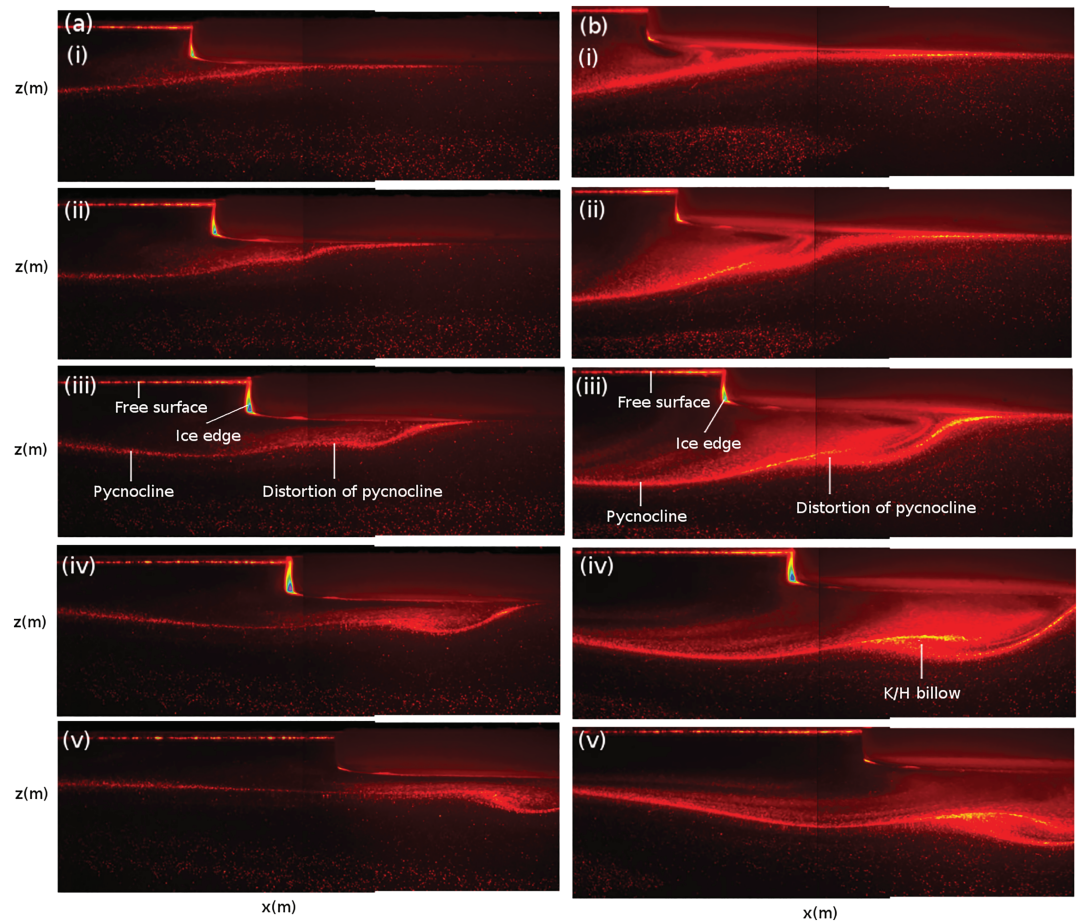 (a)
(i)
z(m)
(ii)
z(m)
(iii)
Free surface
Ice edge
z(m)
Pycnocline
Distortion of pycnocline
(iv)
z(m)
(v)
z(m)
x(m)
(b)
(i)
(ii)
(iii)
Free surface
Ice edge
Distortion of pycnocline
Pycnocline
(iv)
K/H billow
(v)
x(m)